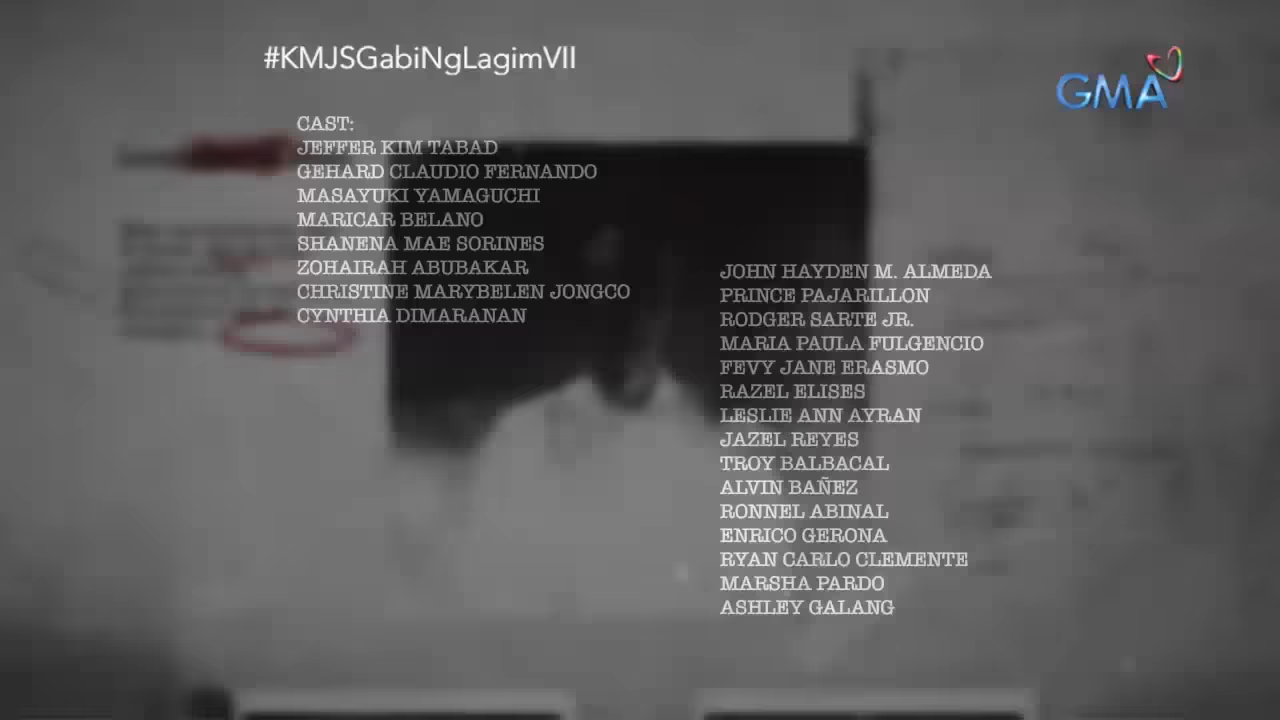 #KMJSGabiNgLagimVII
GMA
CAST:
JEFFER KIM TABAD
GEHARD CLAUDIO FERNANDO
MASAYUKI YAMAGUCHI
MARICAR BELANO
SHANENA MAE SORINES
ZOHAIRAH ABUBAKAR
CHRISTINE MARYBELEN JONGCO
CYNTHIA DIMARANAN
JOHN HAYDEN M. ALMEDA
PRINCE PAJARILLON
RODGER SARTE JR.
MARIA PAULA FULGENCIO
FEVY JANE ERASMO
RAZEL ELISES
LESLIE ANN AYRAN
JAZEL REYES
TROY BALBACAL
ALVIN BAÑEZ
RONNEL ABINAL
ENRICO GERONA
RYAN CARLO CLEMENTE
MARSHA PARDO
ASHLEY GALANG